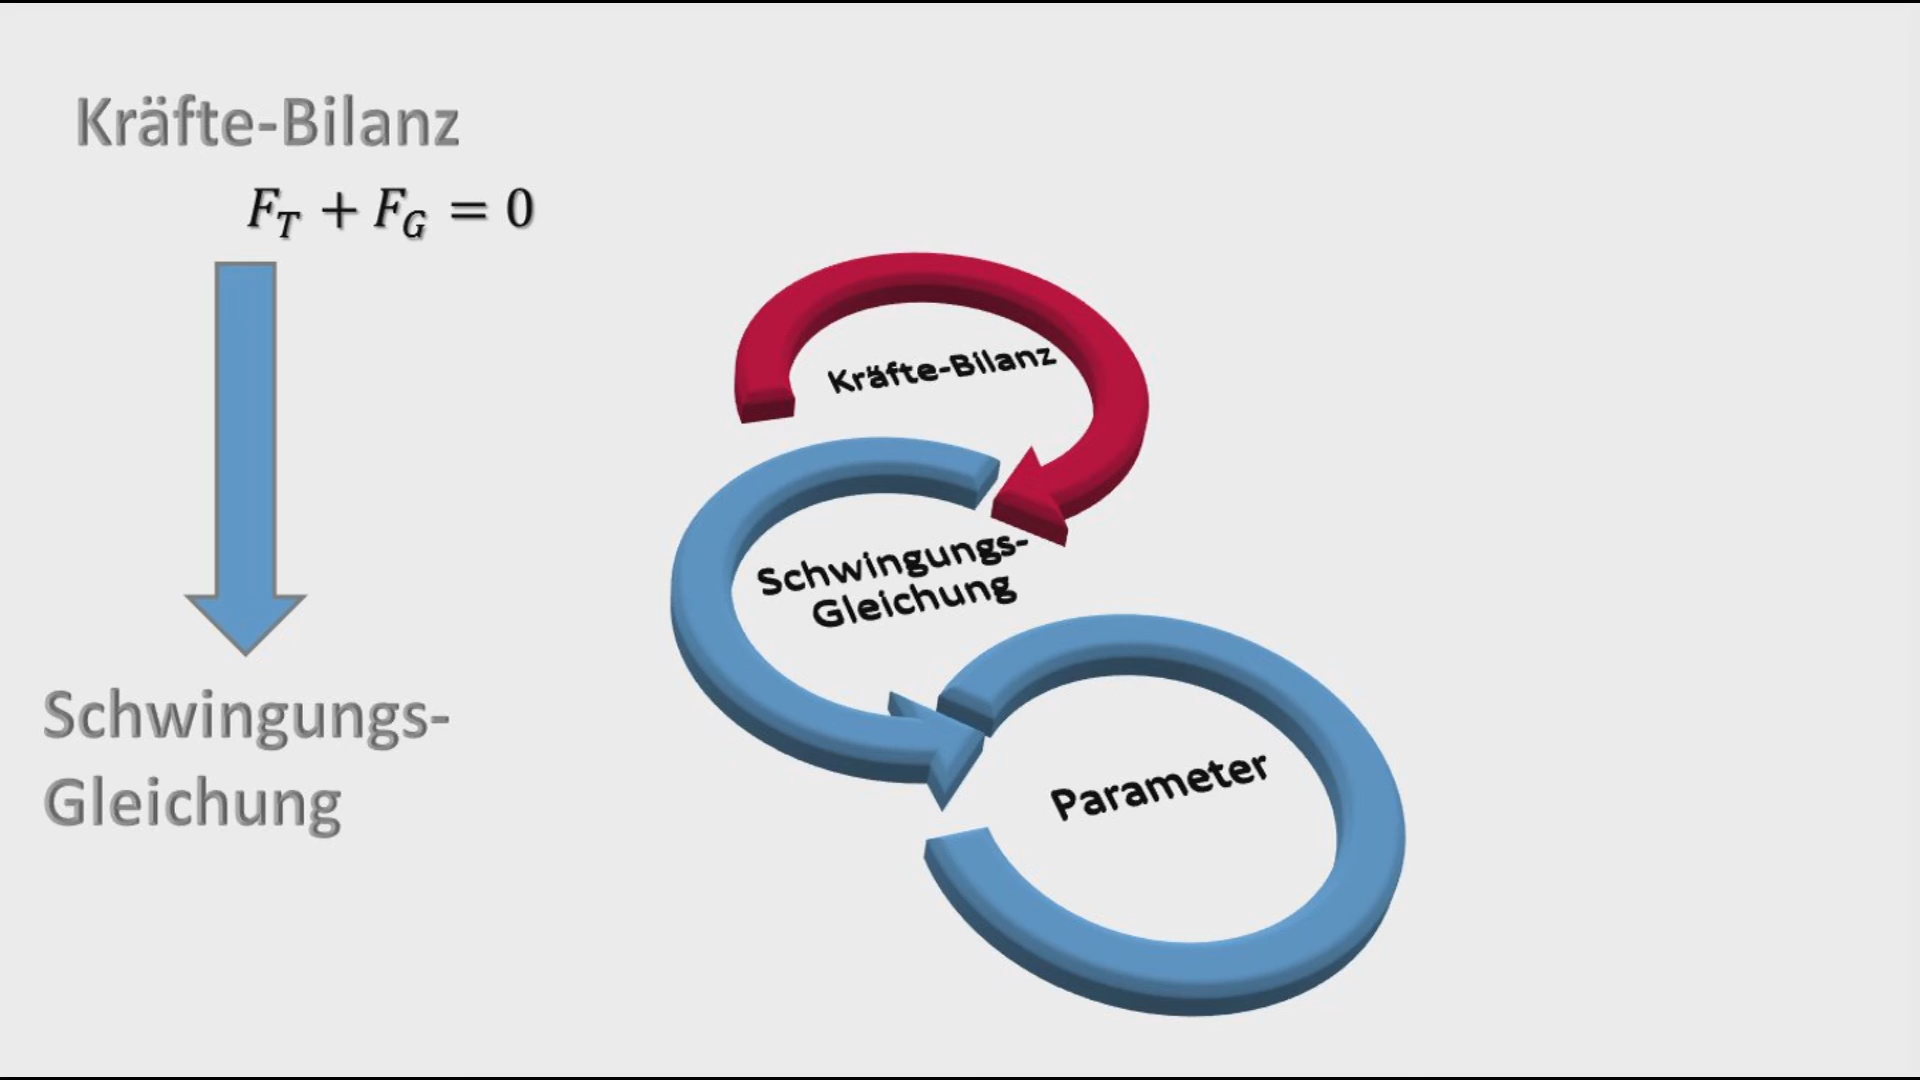 Kräfte-Bilanz
F_T + F_G = 0
Schwingungs-
Gleichung
Kräfte-Bilanz
Schwingungs-
Gleichung
Parameter